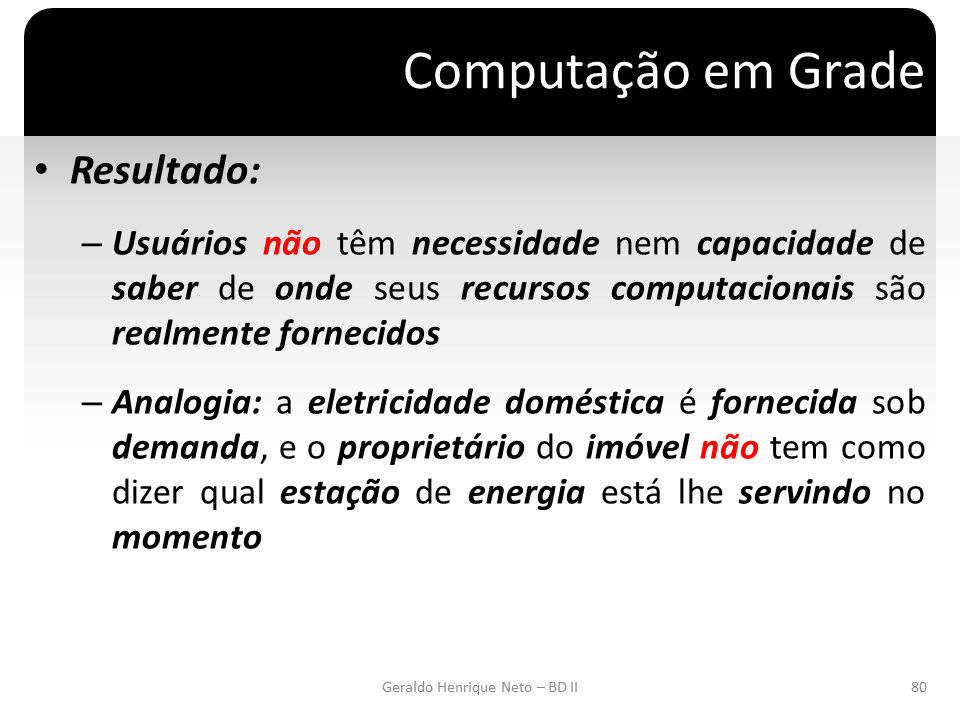 Computação em Grade
• Resultado:
– Usuários não têm necessidade nem capacidade de
saber de onde seus recursos computacionais são
realmente fornecidos
– Analogia: a eletricidade doméstica é fornecida sob
demanda, e o proprietário do imóvel não tem como
dizer qual estação de energia está lhe servindo no
momento
Geraldo Henrique Neto – BD II
80